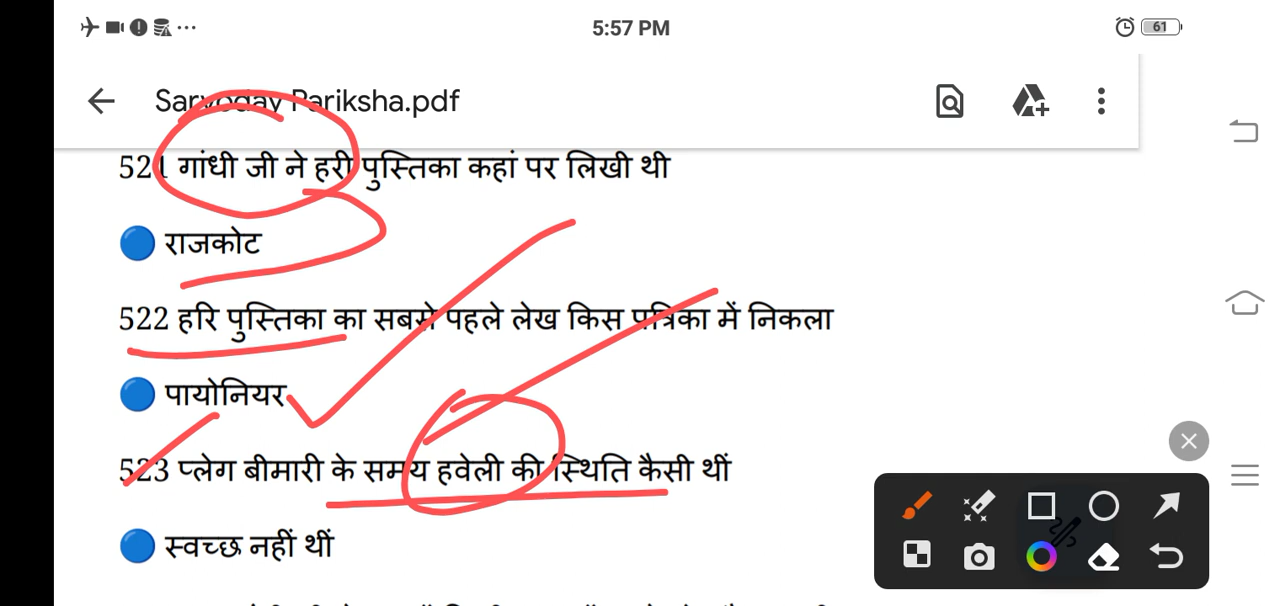 5:57 PM
61
Sarvoday Pariksha.pdf
521 गांधी जी ने हरी पुस्तिका कहां पर लिखी थी
राजकोट
522 हरि पुस्तिका का सबसे पहले लेख किस पत्रिका में निकला
पायोनियर
523 प्लेग बीमारी के समय हवेली की स्थिति कैसी थीं
स्वच्छ नहीं थीं